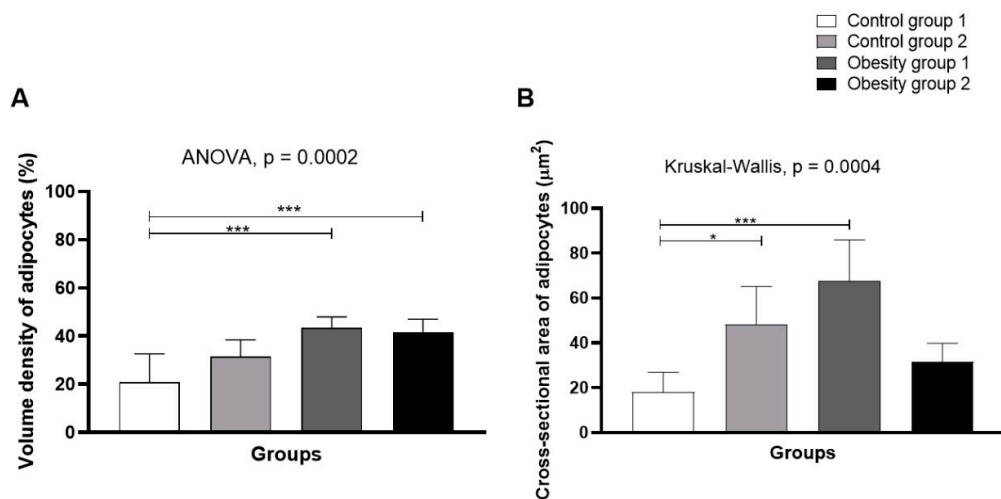 Control group 1
Control group 2
Obesity group 1
Obesity group 2
A
ANOVA, p = 0.0002
Volume density of adipocytes (%)
100
80
60
40
20
0
***
***
Groups
B
Kruskal-Wallis, p = 0.0004
Cross-sectional area of adipocytes (μm²)
100
80
60
40
20
0
***
*
Groups